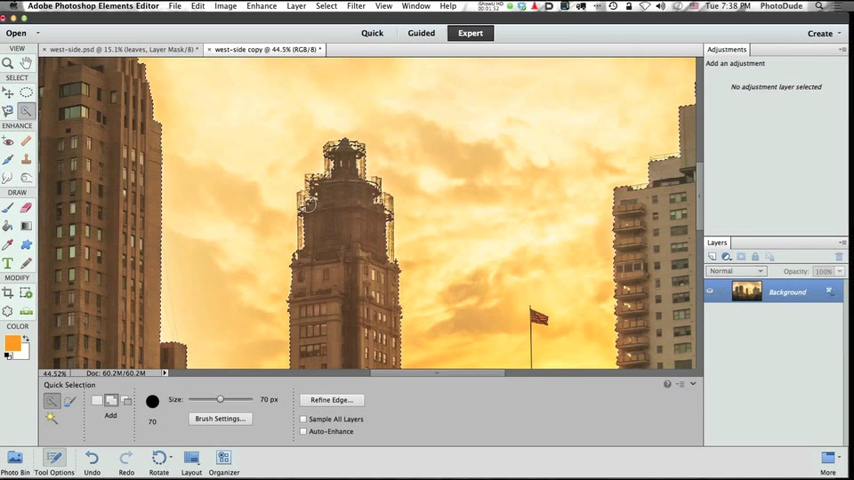 Adobe Photoshop Elements Editor File Edit Image Enhance Layer Select Filter View Window Help Tue 7:38 PM PhotoDude
Open Quick Guided Expert Create
VIEW west-side.psd @ 15.1% (leaves, Layer Mask/8) * west-side copy @ 44.5% (RGB/8) * Adjustments
Add an adjustment
SELECT
No adjustment layer selected
ENHANCE
DRAW
Layers
Normal Opacity: 100%
MODIFY
Background
COLOR
44.52% Doc: 60.2M/60.2M
Quick Selection
Size: 70 px Refine Edge...
Add 70 Brush Settings... Sample All Layers
Auto-Enhance
Photo Bin Tool Options Undo Redo Rotate Layout Organizer More